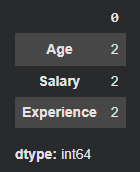 0
Age 2
Salary 2
Experience 2
dtype: int64